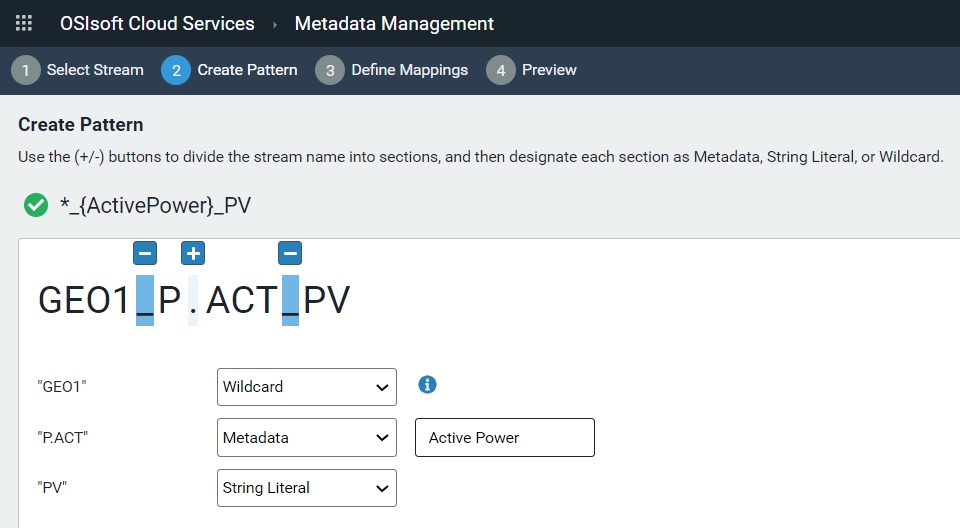 OSIsoft Cloud Services › Metadata Management
1 Select Stream 2 Create Pattern 3 Define Mappings 4 Preview
Create Pattern
Use the (+/-) buttons to divide the stream name into sections, and then designate each section as Metadata, String Literal, or Wildcard.
*_{ActivePower}_PV
− + −
GEO1_P.ACT_PV
"GEO1" Wildcard i
"P.ACT" Metadata Active Power
"PV" String Literal